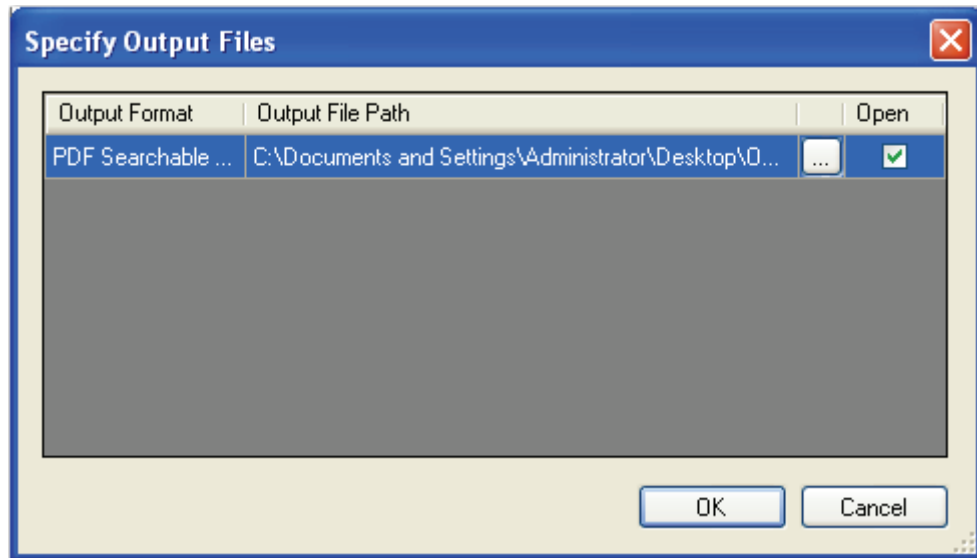 Specify Output Files
Output Format Output File Path Open
PDF Searchable ... C:\Documents and Settings\Administrator\Desktop\O... ...
OK Cancel